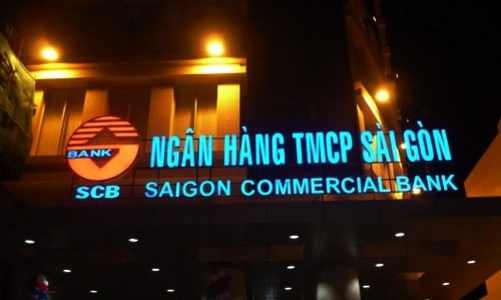 BANK
SCB
NGÂN HÀNG TMCP SÀI GÒN
SAIGON COMMERCIAL BANK